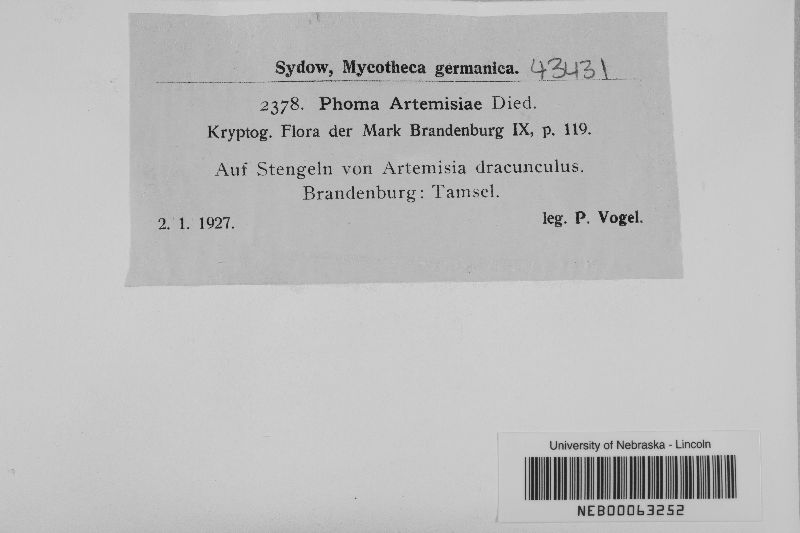 Sydow, Mycotheca germanica. 43431
2378. Phoma Artemisiae Died.
Kryptog. Flora der Mark Brandenburg IX, p. 119.
Auf Stengeln von Artemisia dracunculus.
Brandenburg: Tamsel.
2. 1. 1927. leg. P. Vogel.
University of Nebraska - Lincoln
NEB00063252